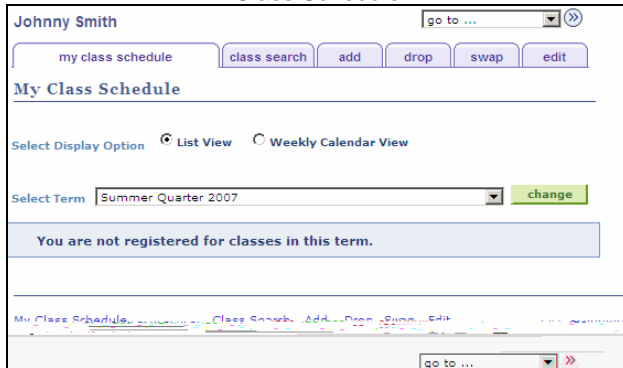 Johnny Smith go to ...
my class schedule class search add drop swap edit
My Class Schedule
Select Display Option List View Weekly Calendar View
Select Term Summer Quarter 2007 change
You are not registered for classes in this term.
My Class Schedule Class Search Add Drop Swap Edit
go to ...